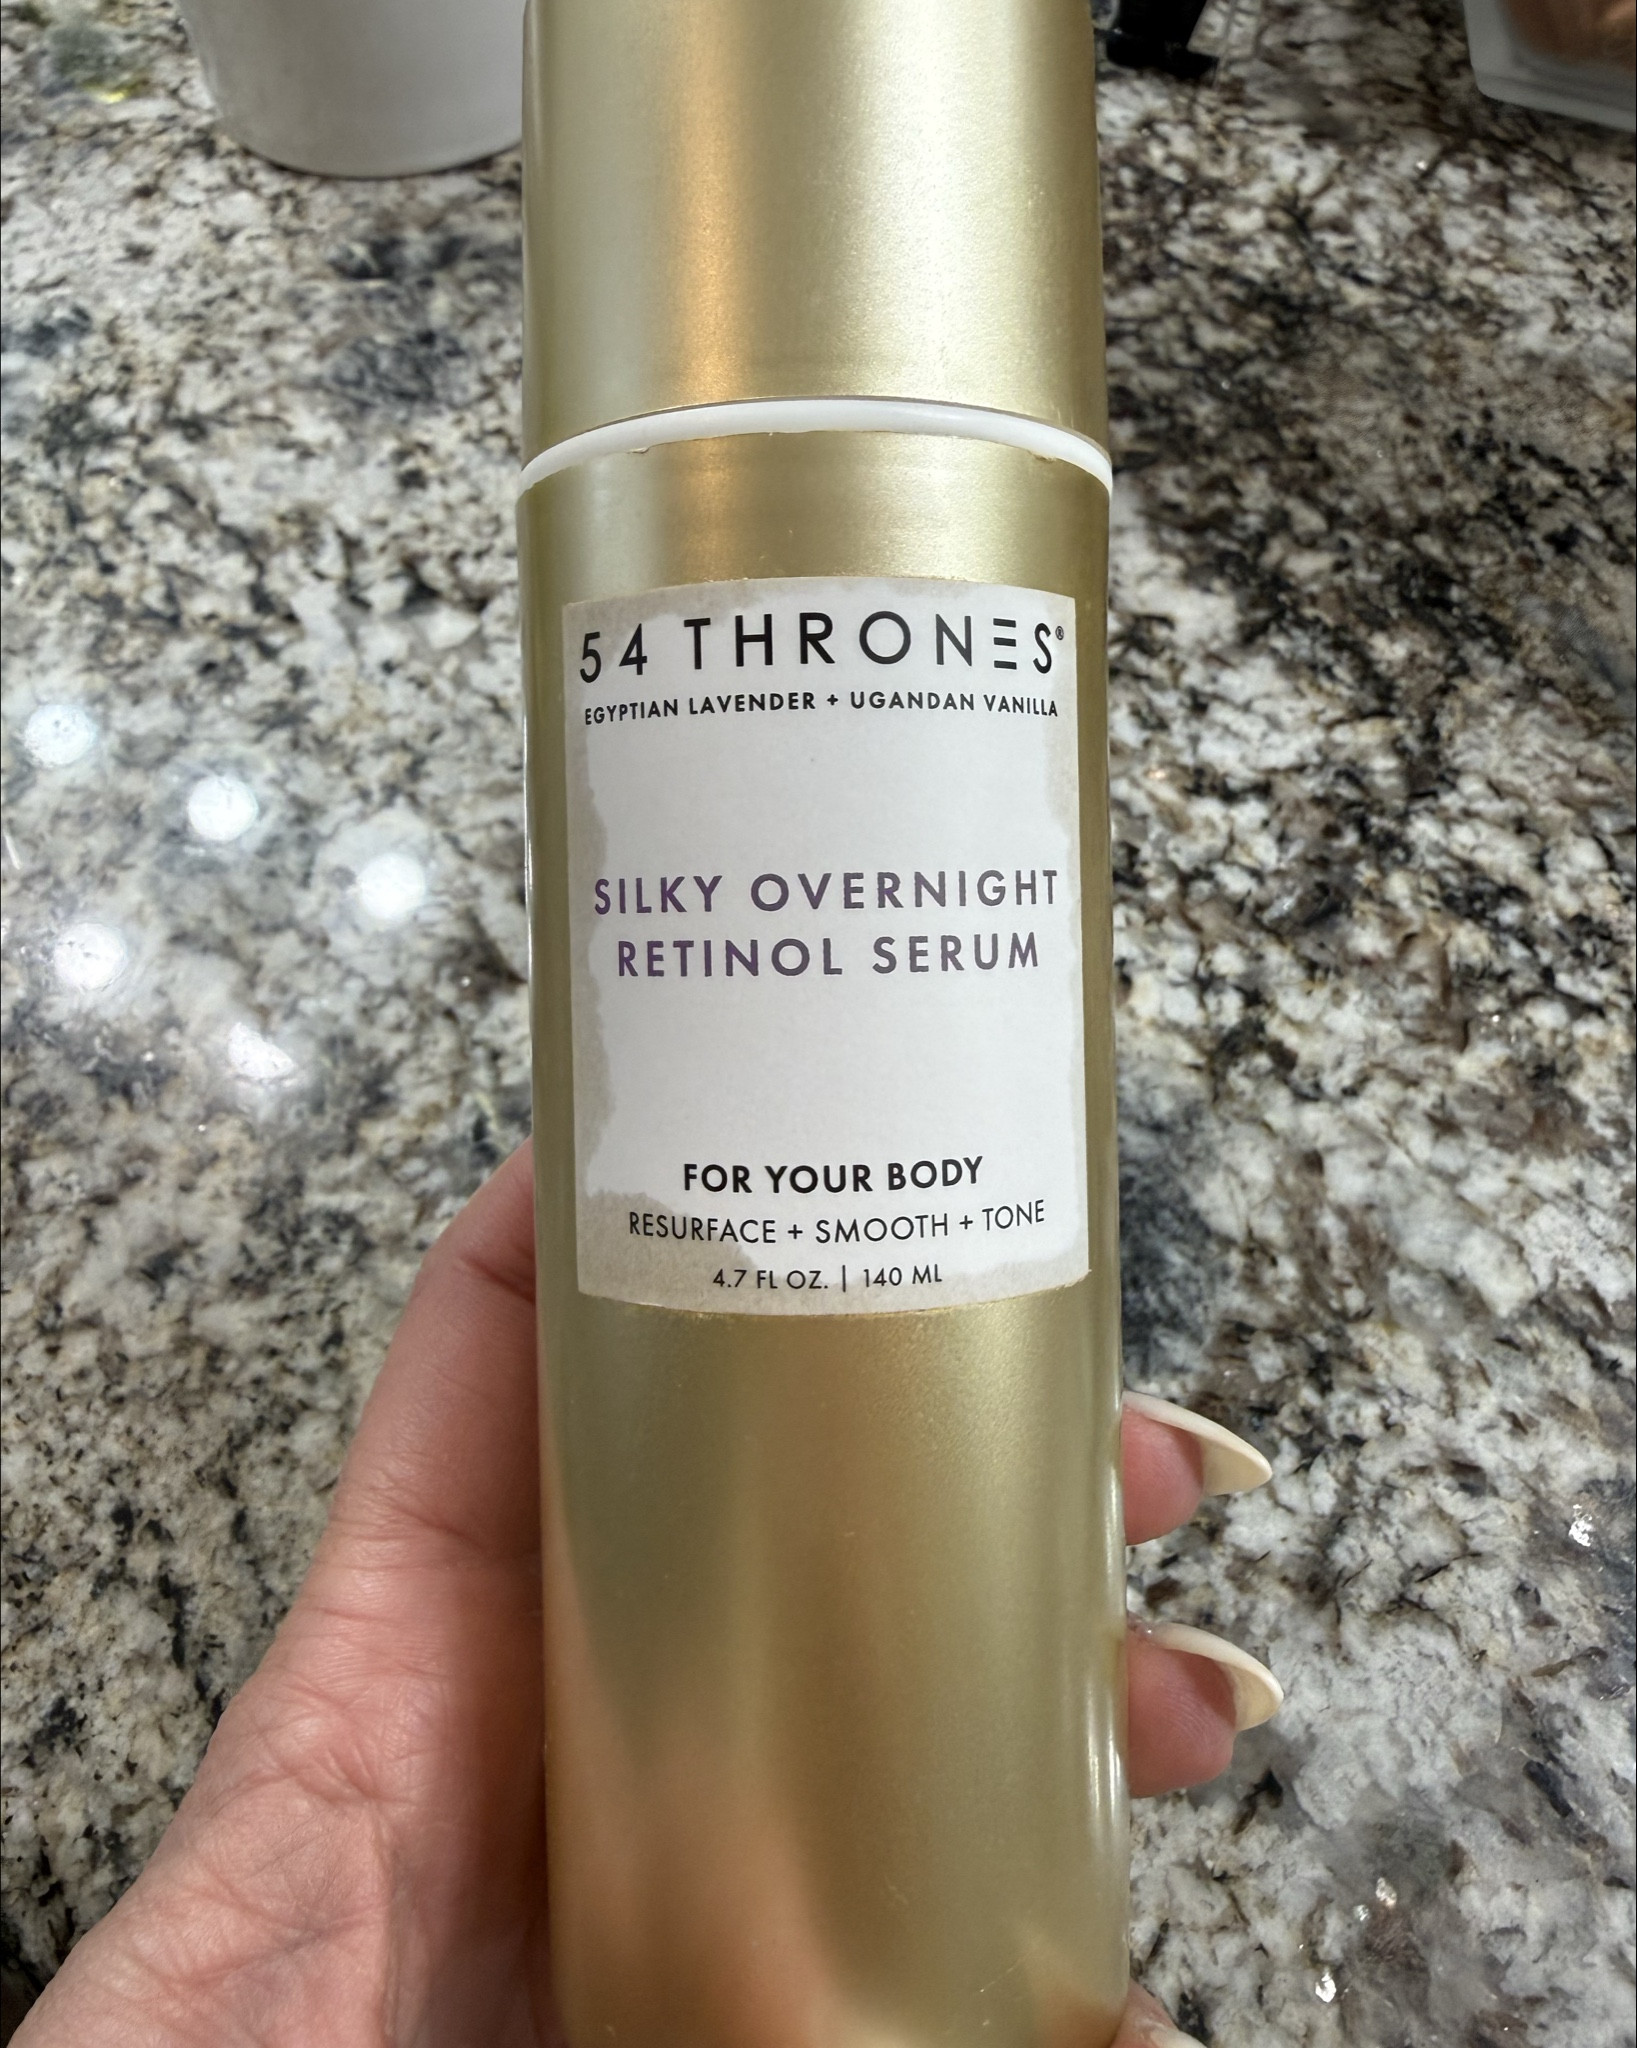 54 THRONES®
EGYPTIAN LAVENDER + UGANDAN VANILLA
SILKY OVERNIGHT
RETINOL SERUM
FOR YOUR BODY
RESURFACE + SMOOTH + TONE
4.7 FL OZ. | 140 ML